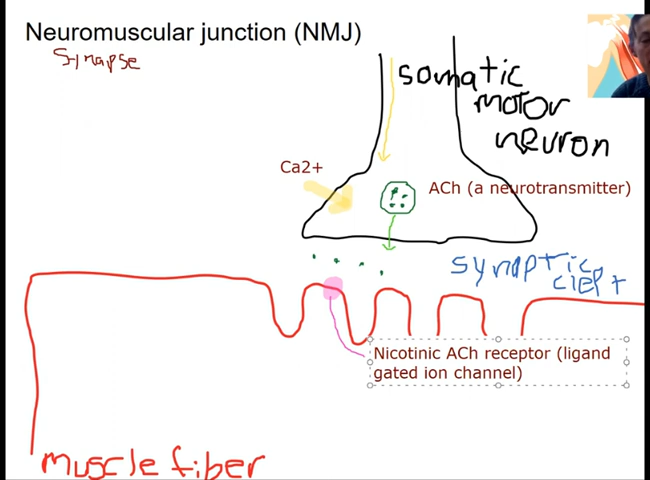 Neuromuscular junction (NMJ)
Synapse
somatic
motor
neuron
Ca2+
ACh (a neurotransmitter)
synaptic
cleft
Nicotinic ACh receptor (ligand
gated ion channel)
muscle fiber